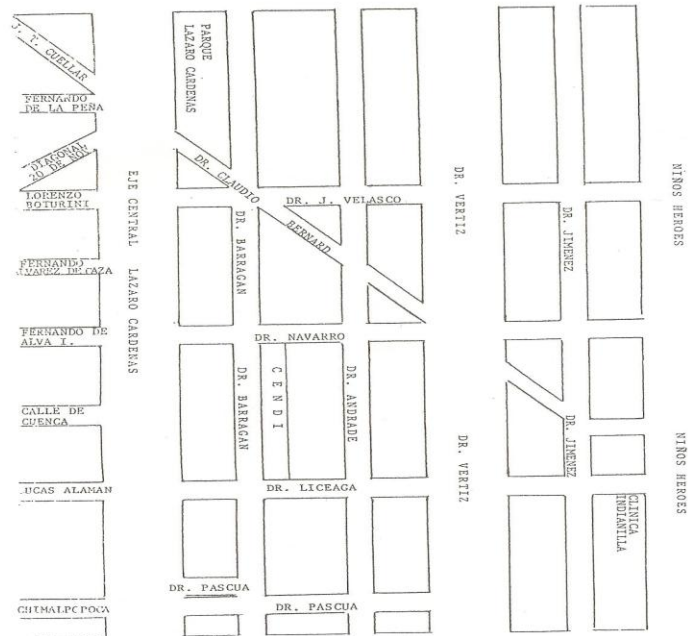 J. T. CUELLAR
FERNANDO
DE LA PEÑA
DIAGONAL
20 DE NOV
LORENZO
BOTURINI
FERNANDO
ALVAREZ DE CAZA
FERNANDO DE
ALVA I.
CALLE DE
CUENCA
LUCAS ALAMAN
CHIMALPOPOCA
EJE CENTRAL LAZARO CARDENAS
PARQUE
LAZARO CARDENAS
DR. CLAUDIO BERNARD
DR. J. VELASCO
DR. BARRAGAN
DR. NAVARRO
DR. BARRAGAN
CENDI
DR. ANDRADE
DR. LICEAGA
DR. PASCUA
DR. PASCUA
DR. VERTIZ
DR. VERTIZ
DR. JIMENEZ
DR. JIMENEZ
CLINICA
INDIANILLA
NIÑOS HEROES
NIÑOS HEROES